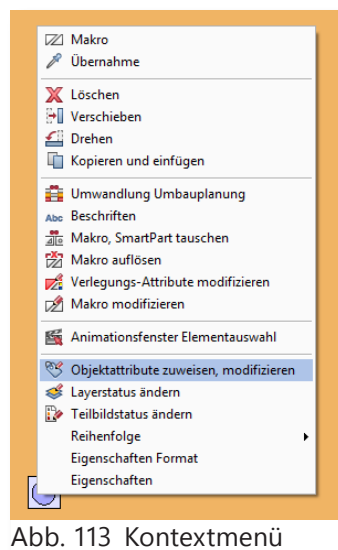 Makro
Übernahme
Löschen
Verschieben
Drehen
Kopieren und einfügen
Umwandlung Umbauplanung
Abc Beschriften
Makro, SmartPart tauschen
Makro auflösen
Verlegungs-Attribute modifizieren
Makro modifizieren
Animationsfenster Elementauswahl
Objektattribute zuweisen, modifizieren
Layerstatus ändern
Teilbildstatus ändern
Reihenfolge
Eigenschaften Format
Eigenschaften
Abb. 113 Kontextmenü